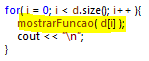 for( i = 0; i < d.size(); i++ ){
mostrarFuncao( d[i] );
cout << "\n";
}